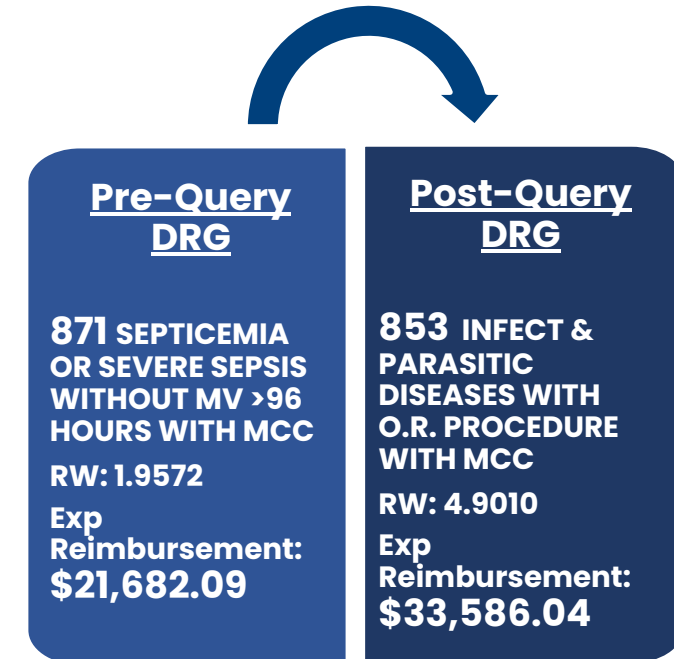 Pre-Query
DRG
871 SEPTICEMIA
OR SEVERE SEPSIS
WITHOUT MV >96
HOURS WITH MCC
RW: 1.9572
Exp
Reimbursement:
$21,682.09
Post-Query
DRG
853 INFECT &
PARASITIC
DISEASES WITH
O.R. PROCEDURE
WITH MCC
RW: 4.9010
Exp
Reimbursement:
$33,586.04